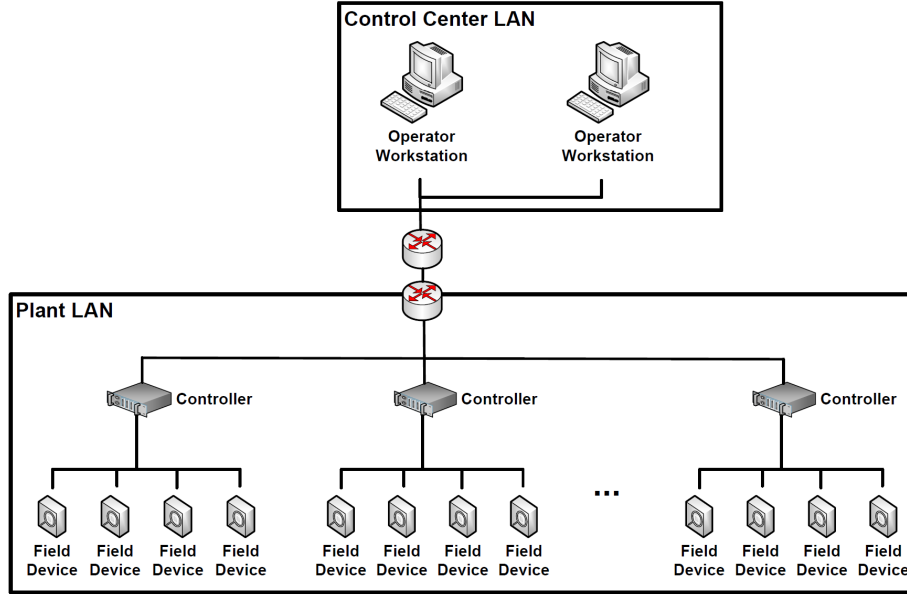 Control Center LAN
Operator
Workstation
Operator
Workstation
Plant LAN
Controller
Controller
Controller
...
Field
Device
Field
Device
Field
Device
Field
Device
Field
Device
Field
Device
Field
Device
Field
Device
Field
Device
Field
Device
Field
Device
Field
Device